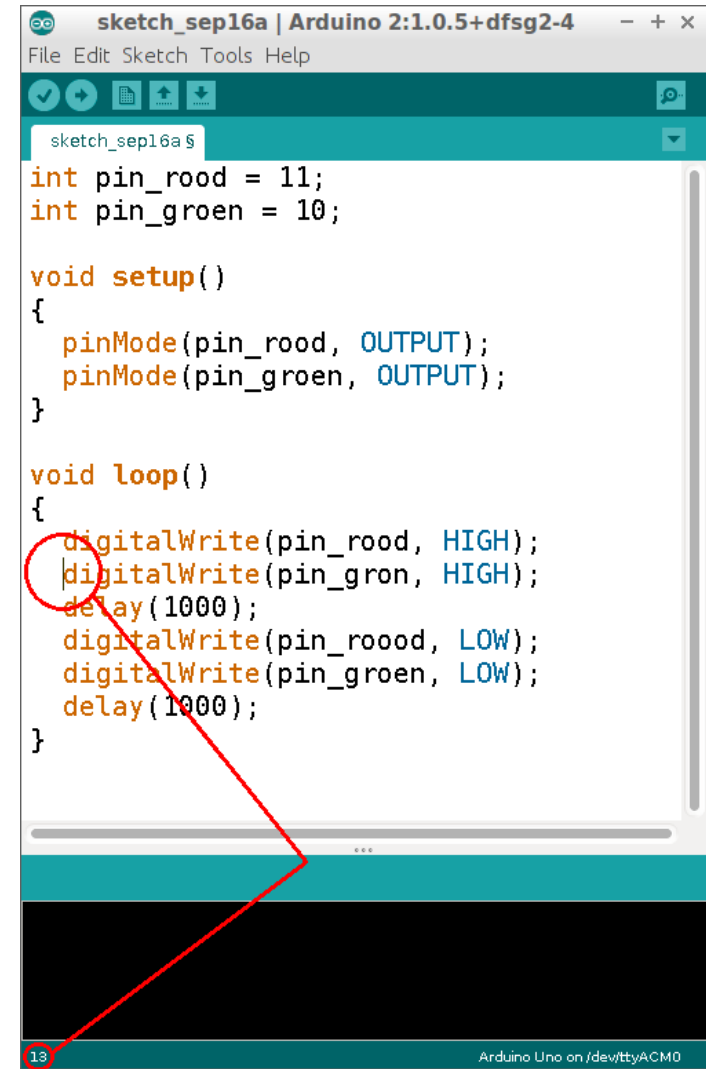 sketch_sep16a | Arduino 2:1.0.5+dfsg2-4
File Edit Sketch Tools Help
sketch_sep16a §
int pin_rood = 11;
int pin_groen = 10;
void setup()
{
  pinMode(pin_rood, OUTPUT);
  pinMode(pin_groen, OUTPUT);
}
void loop()
{
  digitalWrite(pin_rood, HIGH);
  digitalWrite(pin_gron, HIGH);
  delay(1000);
  digitalWrite(pin_roood, LOW);
  digitalWrite(pin_groen, LOW);
  delay(1000);
}
13 Arduino Uno on /dev/ttyACM0